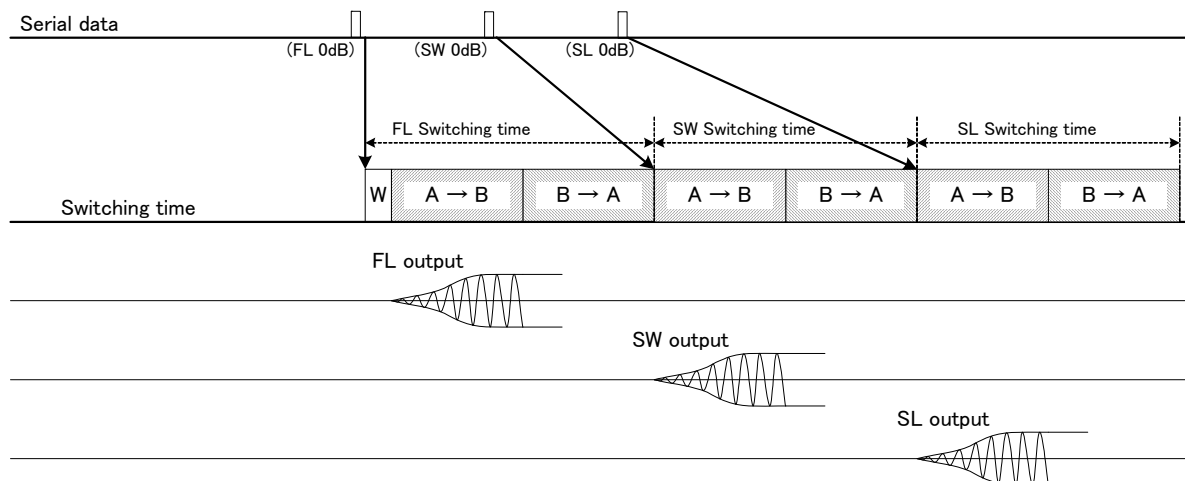 Serial data
(FL 0dB) (SW 0dB) (SL 0dB)
FL Switching time SW Switching time SL Switching time
W A → B B → A A → B B → A A → B B → A
Switching time
FL output
SW output
SL output